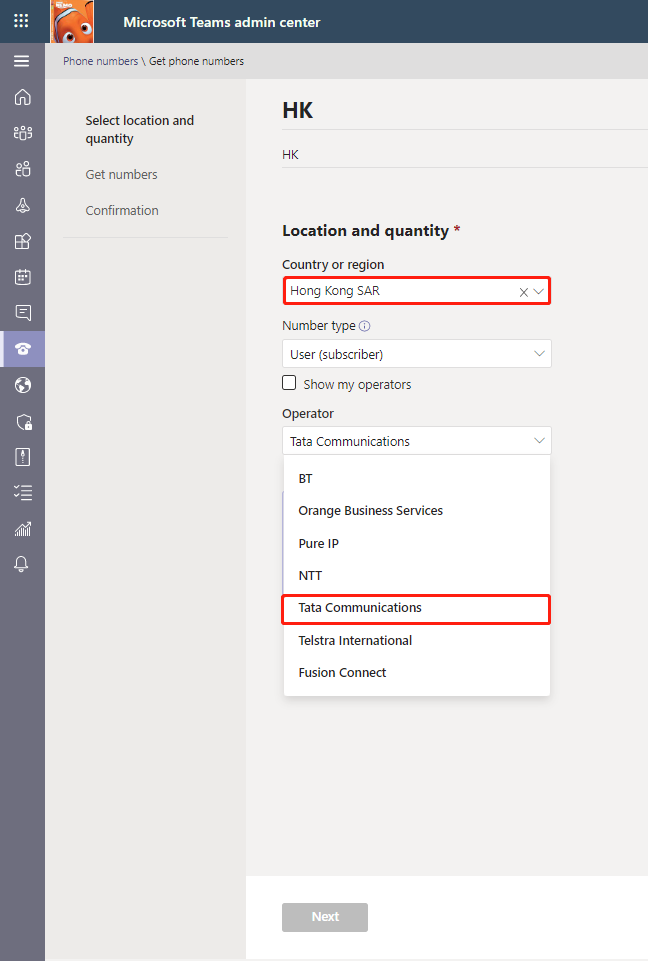 Microsoft Teams admin center
Phone numbers \ Get phone numbers
Select location and
quantity
Get numbers
Confirmation
HK
HK
Location and quantity *
Country or region
Hong Kong SAR
Number type
User (subscriber)
Show my operators
Operator
Tata Communications
BT
Orange Business Services
Pure IP
NTT
Tata Communications
Telstra International
Fusion Connect
Next